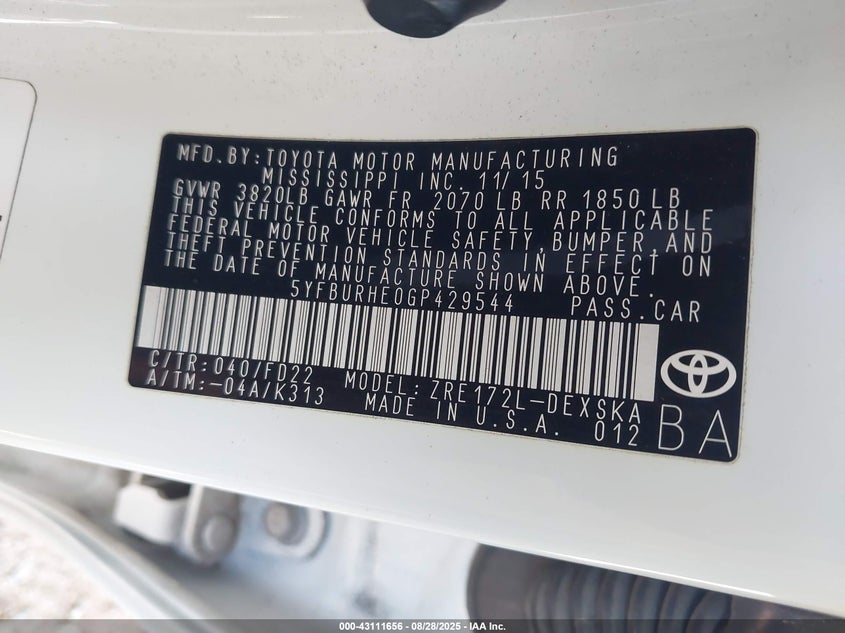 MFD.BY:TOYOTA MOTOR MANUFACTURING
MISSISSIPPI INC. 11/15
GVWR 3820LB GAWR FR 2070 LB RR 1850 LB
THIS VEHICLE CONFORMS TO ALL APPLICABLE
FEDERAL MOTOR VEHICLE SAFETY,BUMPER,AND
THEFT PREVENTION STANDARDS IN EFFECT ON
THE DATE OF MANUFACTURE SHOWN ABOVE.
5YFBURHE0GP429544 PASS.CAR
C/TR:040/FD22 MODEL:ZRE172L-DEXSKA
A/TM:-04A/K313 MADE IN U.S.A. 012
BA
000-43111656 | 08/28/2025 - IAA Inc.